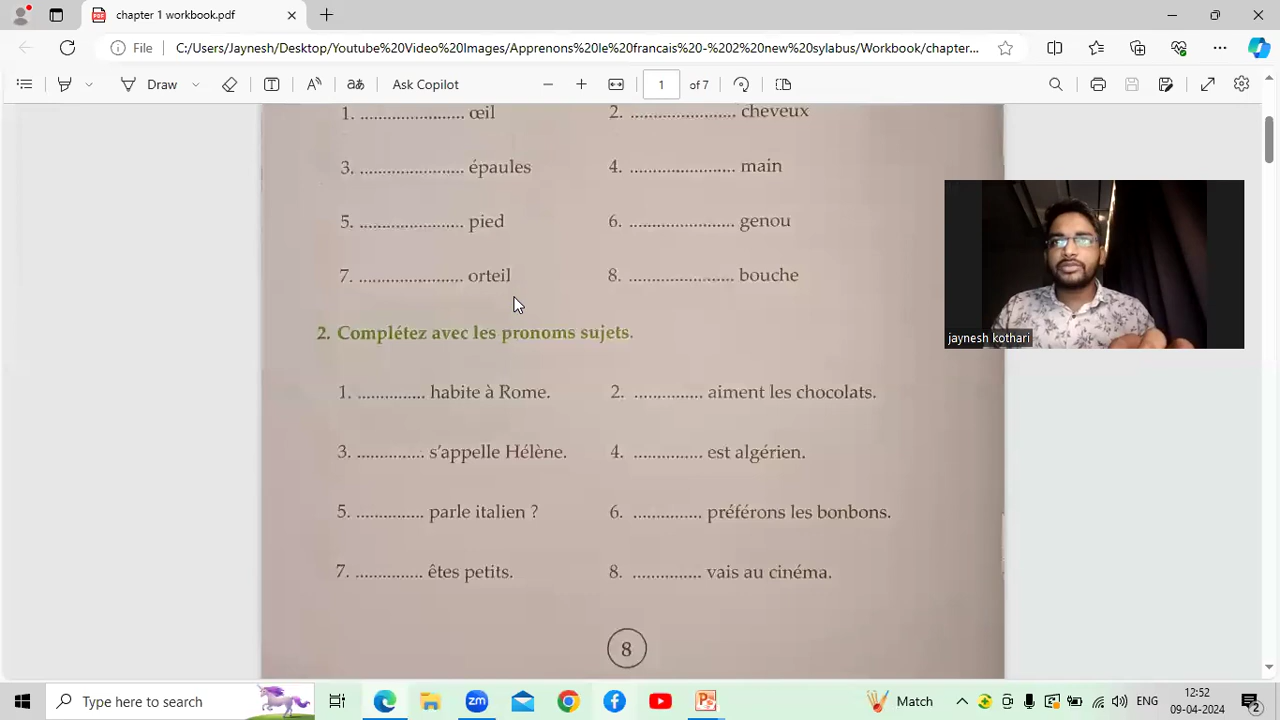 chapter 1 workbook.pdf
File
C:/Users/Jaynesh/Desktop/Youtube%20Video%20Images/Apprenons%20le%20francais%20-%202%20new%20sylabus/Workbook/chapter...
Draw
aあ
Ask Copilot
1 of 7
1. ...................... œil 2. ...................... cheveux
3. ...................... épaules 4. ...................... main
5. ...................... pied 6. ...................... genou
7. ...................... orteil 8. ...................... bouche
jaynesh kothari
2. Complétez avec les pronoms sujets.
1. .............. habite à Rome. 2. .............. aiment les chocolats.
3. .............. s'appelle Hélène. 4. .............. est algérien.
5. .............. parle italien ? 6. .............. préférons les bonbons.
7. .............. êtes petits. 8. .............. vais au cinéma.
8
Type here to search
zm
Match
ENG
12:52
09-04-2024
2